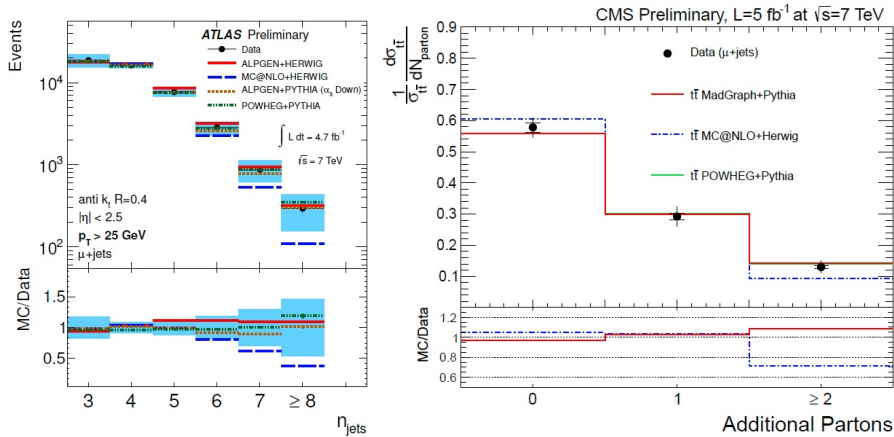 ATLAS Preliminary
Data
ALPGEN+HERWIG
MC@NLO+HERWIG
ALPGEN+PYTHIA (αs Down)
POWHEG+PYTHIA
∫ L dt = 4.7 fb⁻¹
√s = 7 TeV
anti kt R=0.4
|η| < 2.5
pT > 25 GeV
μ+jets
Events
10⁴
10³
10²
MC/Data
1.5
1
0.5
3 4 5 6 7 ≥ 8
njets
CMS Preliminary, L=5 fb⁻¹ at √s=7 TeV
1/σtt̄ dσtt̄/dNparton
0.9
0.8
0.7
0.6
0.5
0.4
0.3
0.2
0.1
Data (μ+jets)
tt̄ MadGraph+Pythia
tt̄ MC@NLO+Herwig
tt̄ POWHEG+Pythia
MC/Data
1.2
1.0
0.8
0.6
0 1 ≥ 2
Additional Partons